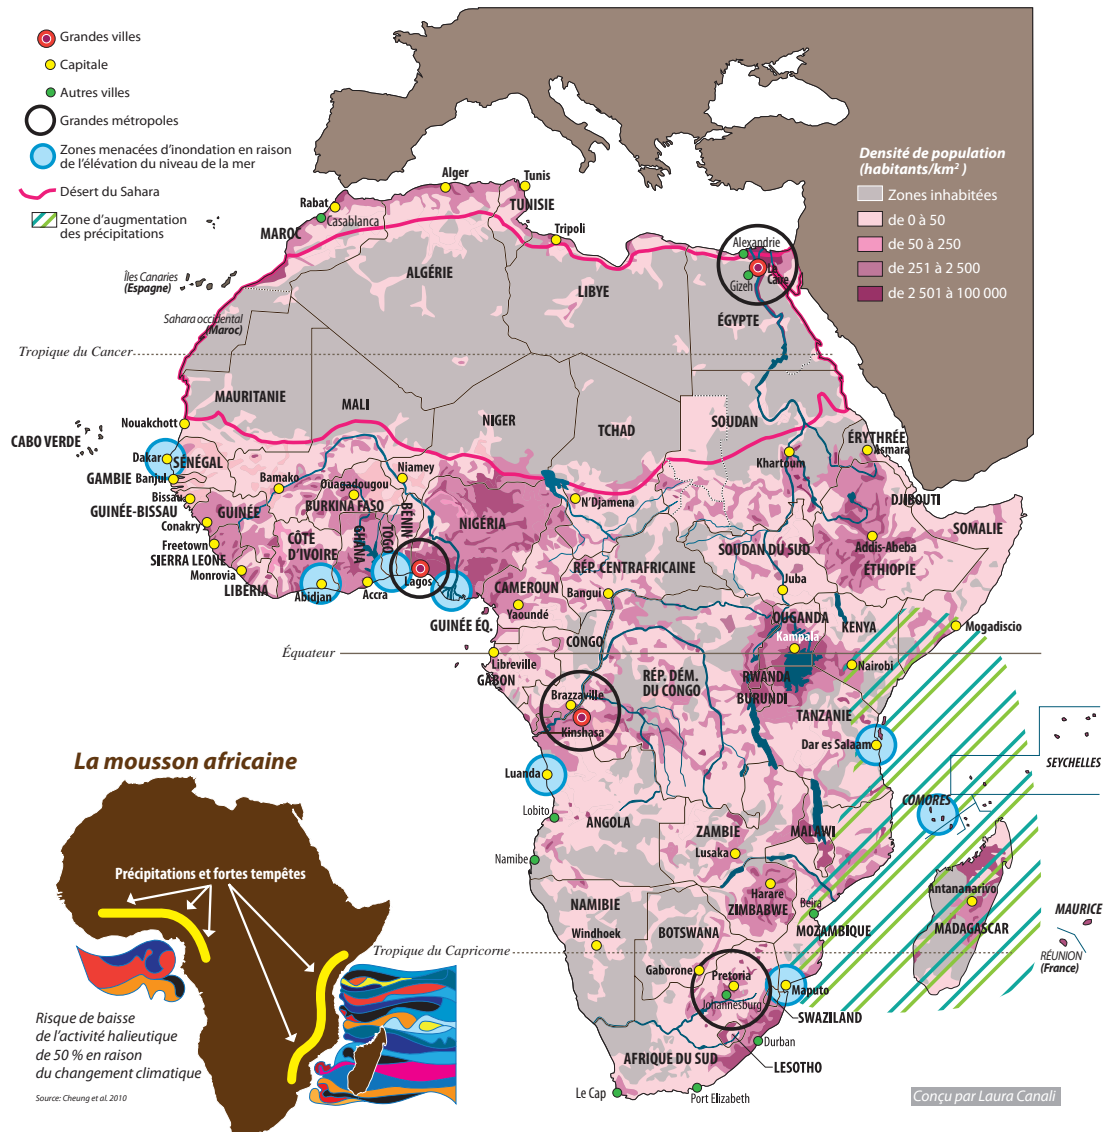 Grandes villes
Capitale
Autres villes
Grandes métropoles
Zones menacées d'inondation en raison
de l'élévation du niveau de la mer
Désert du Sahara
Zone d'augmentation
des précipitations
Densité de population
(habitants/km²)
Zones inhabitées
de 0 à 50
de 50 à 250
de 251 à 2 500
de 2 501 à 100 000
Alger
Tunis
TUNISIE
Rabat
Casablanca
MAROC
Tripoli
Alexandrie
Le
Caire
Gizeh
ALGÉRIE
LIBYE
ÉGYPTE
Îles Canaries
(Espagne)
Sahara occidental
(Maroc)
Tropique du Cancer
MAURITANIE
MALI
NIGER
TCHAD
SOUDAN
Nouakchott
CABO VERDE
Dakar
SÉNÉGAL
GAMBIE
Banjul
Bissau
GUINÉE-BISSAU
GUINÉE
Conakry
Freetown
SIERRA LEONE
Monrovia
LIBÉRIA
Bamako
Ouagadougou
BURKINA FASO
Niamey
BÉNIN
TOGO
GHANA
CÔTE
D'IVOIRE
Abidjan
Accra
Lagos
NIGÉRIA
N'Djamena
Khartoum
ÉRYTHRÉE
Asmara
DJIBOUTI
SOMALIE
Addis-Abeba
ÉTHIOPIE
SOUDAN DU SUD
Juba
RÉP. CENTRAFRICAINE
Bangui
CAMEROUN
Yaoundé
GUINÉE ÉQ.
CONGO
OUGANDA
Kampala
KENYA
Mogadiscio
Équateur
Libreville
GABON
Nairobi
RÉP. DÉM.
DU CONGO
RWANDA
BURUNDI
Brazzaville
Kinshasa
TANZANIE
Dar es Salaam
SEYCHELLES
Luanda
COMORES
Lobito
ANGOLA
ZAMBIE
Lusaka
MALAWI
Namibe
Harare
ZIMBABWE
Beira
MOZAMBIQUE
Antananarivo
MADAGASCAR
MAURICE
RÉUNION
(France)
NAMIBIE
Windhoek
BOTSWANA
Gaborone
Tropique du Capricorne
Pretoria
Johannesburg
Maputo
SWAZILAND
Durban
LESOTHO
AFRIQUE DU SUD
Le Cap
Port Elizabeth
La mousson africaine
Précipitations et fortes tempêtes
Risque de baisse
de l'activité halieutique
de 50 % en raison
du changement climatique
Source: Cheung et al. 2010
Conçu par Laura Canali